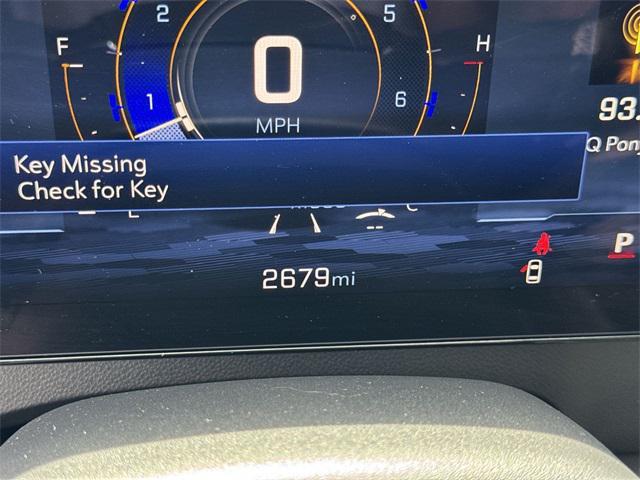 2 5
F H
0
1 6
MPH
93.
Q Pony
Key Missing
Check for Key
E C
2679mi
P